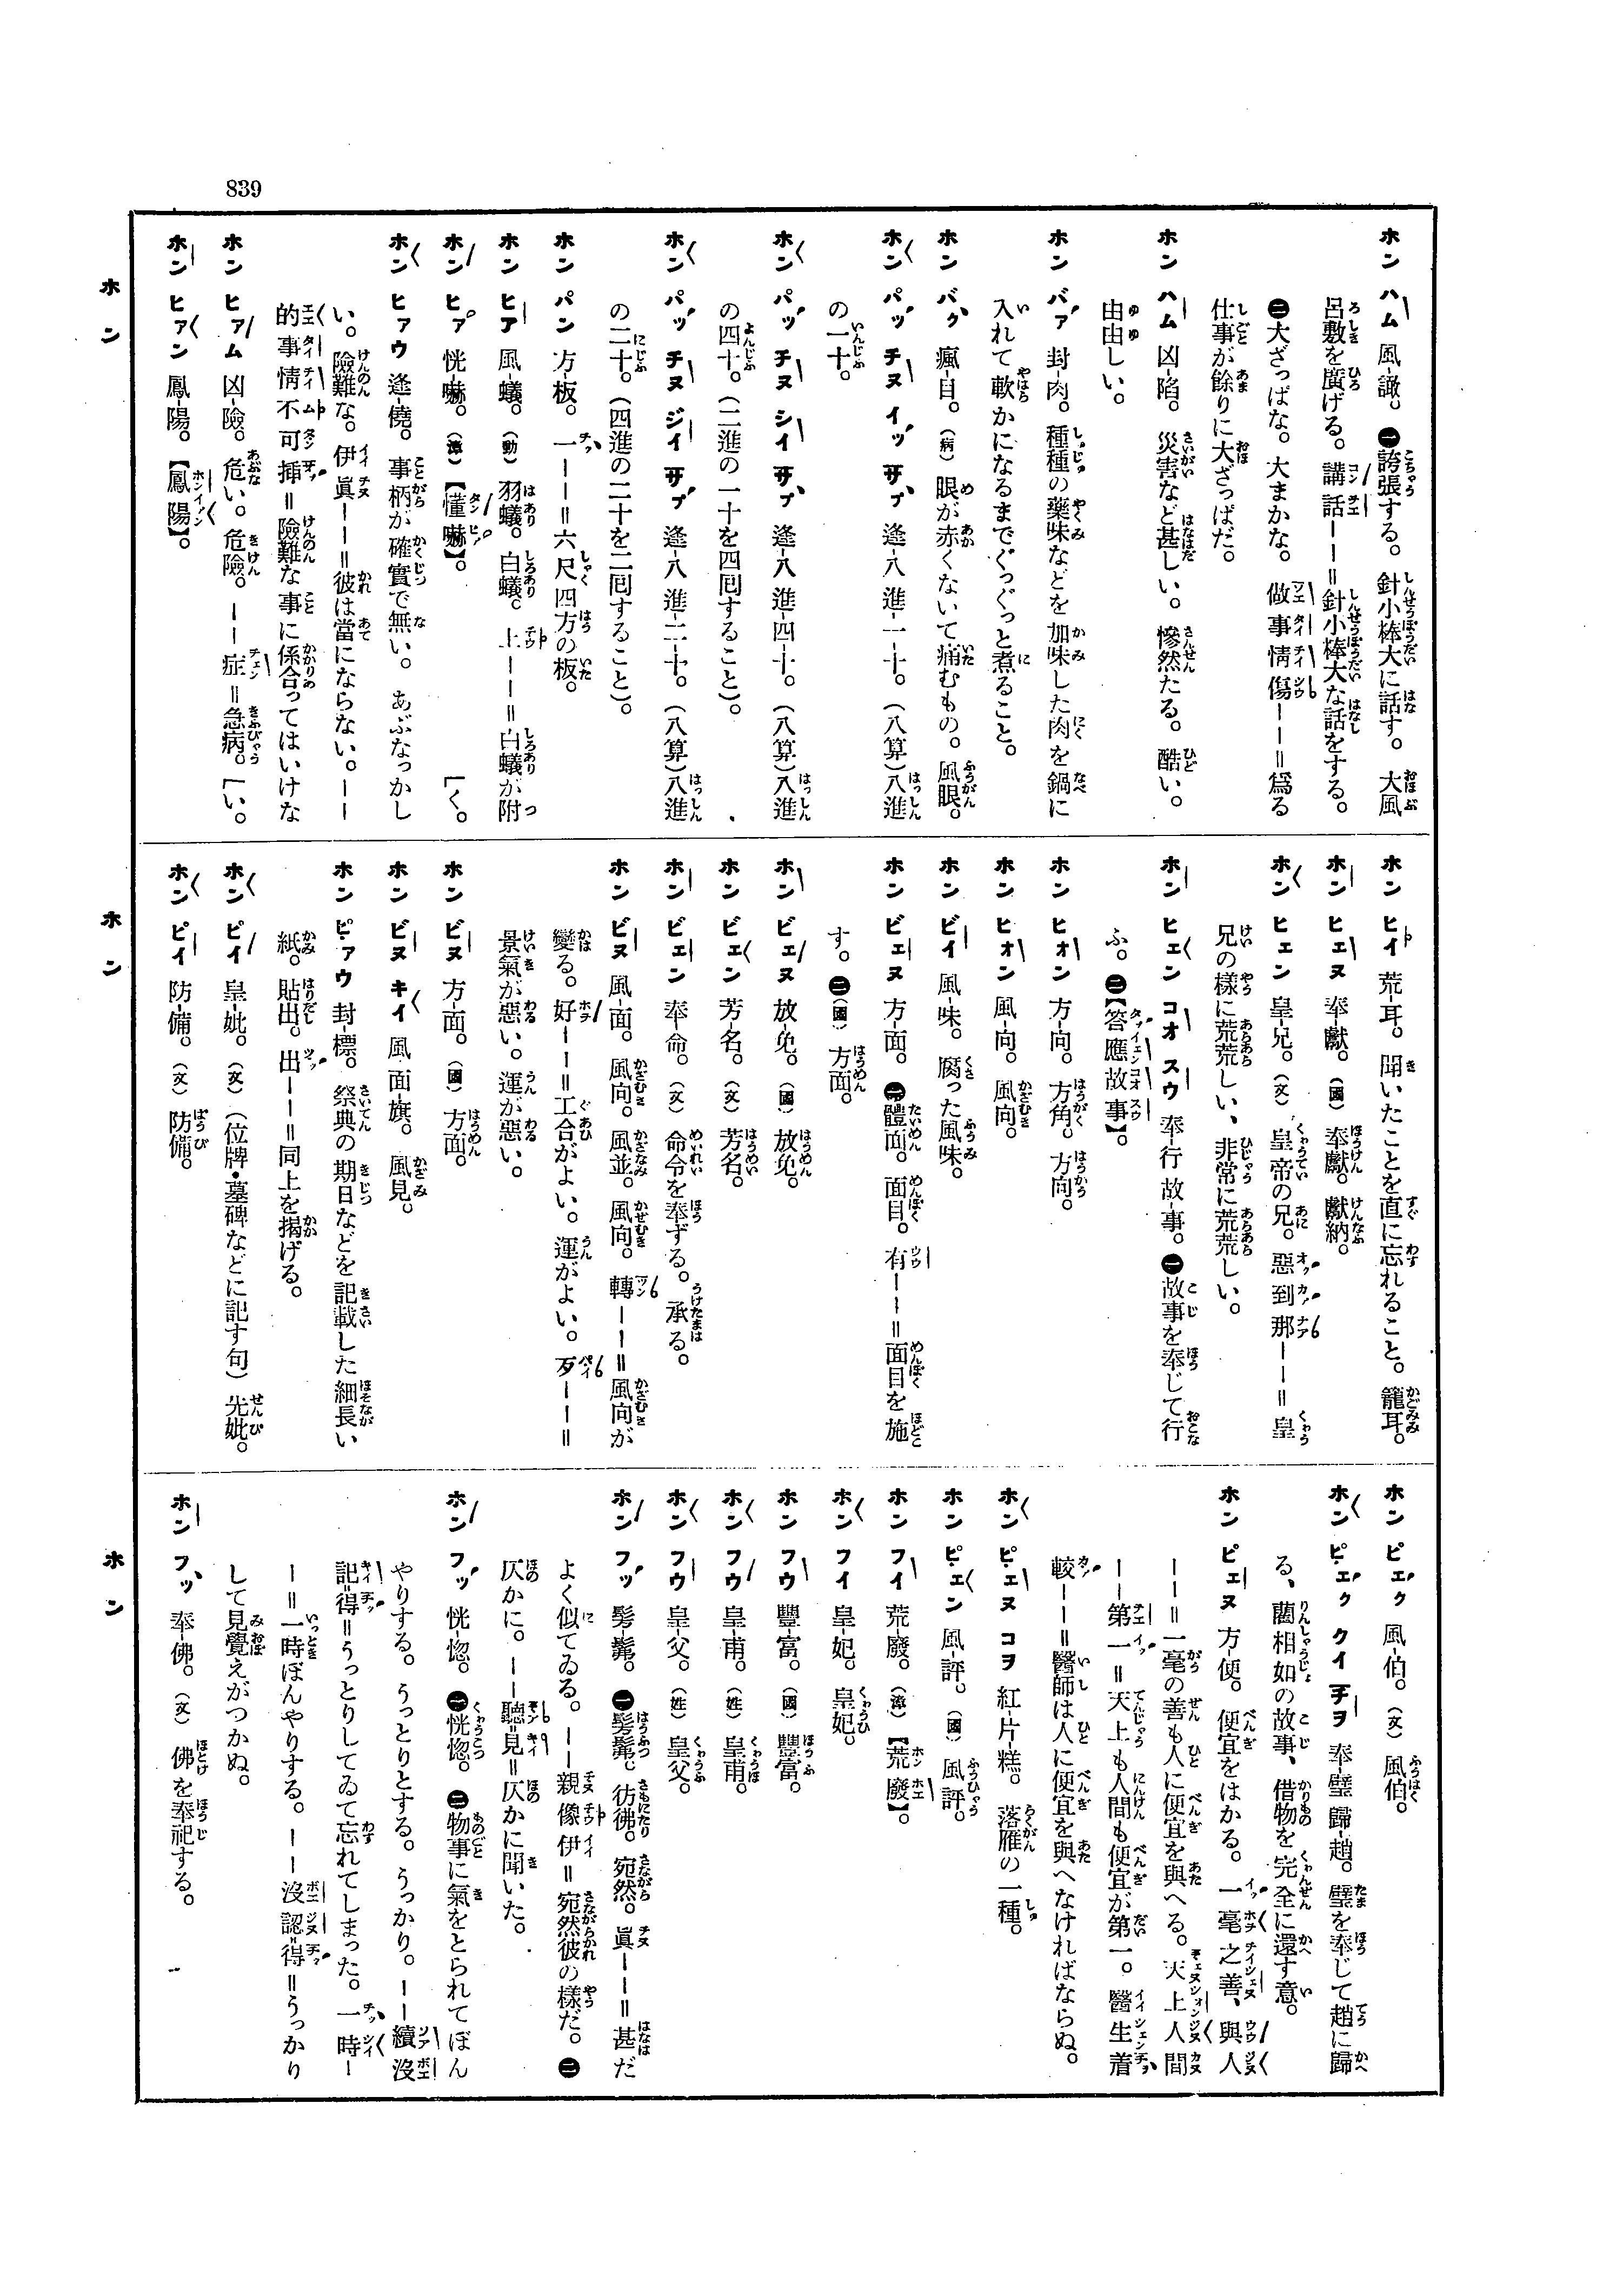 839
ホン ハム 風-譀。㊀誇張する。針小棒大に話す。大風
呂敷を廣げる。講話ーー＝針小棒大な話をする。
㊁大ざっぱな。大まかな。做事情傷ーー＝爲る
仕事が餘りに大ざっぱだ。
ホン ハム 凶-陷。災害など甚しい。慘然たる。酷い。
由由しい。
ホン バァ 封-肉。種種の藥味などを加味した肉を鍋に
入れて軟かになるまでぐっぐっと煮ること。
ホン バク 瘋-目。(病)眼が赤くないて痛むもの。風眼。
ホン パッ チヌ イッ サプ 逢-八 進-一-十。(八算)八進
の一十。
ホン パッ チヌ シイ サプ 逢-八 進-四-十。(八算)八進
の四十。(二進の一十を四囘すること)。
ホン パッ チヌ ジイ サプ 逢-八 進-二-十。(八算)八進
の二十。(四進の二十を二囘すること)。
ホン パン 方-板。一ーー＝六尺四方の板。
ホン ヒア 風-蟻。(動)羽蟻。白蟻。上ーー＝白蟻が附
ホン ヒァ 恍-嚇。(漳)【懂嚇】。 「く。
ホン ヒァウ 逢-僥。事柄が確實で無い。あぶなっかし
い。險難な。伊眞ーー＝彼は當にならない。ーー
的事情不可挿＝險難な事に係合ってはいけな
ホン ヒァム 凶-險。危い。危險。ーー症＝急病。「い。
ホン ヒァン 鳳-陽。【鳳陽】。
ホン
ホン ヒイ 荒-耳。聞いたことを直に忘れること。籠耳。
ホン ヒェヌ 奉-獻。(國)奉獻。獻納。
ホン ヒェン 皇-兄。(文)皇帝の兄。惡到那ーー＝皇
兄の樣に荒荒しい、非常に荒荒しい。
ホン ヒェン コオ スウ 奉-行 故-事。㊀故事を奉じて行
ふ。㊁【答應故事】。
ホン ヒォン 方-向。方角。方向。
ホン ヒォン 風-向。風向。
ホン ビイ 風-味。腐った風味。
ホン ビェヌ 方-面。㊀體面。面目。有ーー＝面目を施
す。㊁(國)方面。
ホン ビェヌ 放-免。(國)放免。
ホン ビェン 芳-名。(文)芳名。
ホン ビェン 奉-命。(文)命令を奉ずる。承る。
ホン ビヌ 風-面。風向。風並。風向。轉ーー＝風向が
變る。好ーー＝工合がよい。運がよい。歹ーー＝
景氣が惡い。運が惡い。
ホン ビヌ 方-面。(國)方面。
ホン ビヌ キイ 風 面-旗。風見。
ホン ピァウ 封-標。祭典の期日などを記載した細長い
紙。貼出。出ーー＝同上を揭げる。
ホン ピイ 皇-妣。(文)(位牌・墓碑などに記す句)先妣。
ホン ピイ 防-備。(文)防備。
ホン
ホン ピェク 風-伯。(文)風伯。
ホン ピェク クイ チヲ 奉-璧 歸-趙。璧を奉じて趙に歸
る、藺相如の故事、借物を完全に還す意。
ホン ピェヌ 方-便。便宜をはかる。一毫之善、與人
ーー＝一毫の善も人に便宜を與へる。天上人間
ーー第一＝天上も人間も便宜が第一。醫生着
較ーー＝醫師は人に便宜を與へなければならぬ。
ホン ピェヌ コヲ 紅-片-糕。落雁の一種。
ホン ピェン 風-評。(國)風評。
ホン フイ 荒-廢。(漳)【荒廢】。
ホン フイ 皇-妃。皇妃。
ホン フウ 豐-富。(國)豐富。
ホン フウ 皇-甫。(姓)皇甫。
ホン フウ 皇-父。(姓)皇父。
ホン フッ 髣-髴。㊀髣髴。彷彿。宛然。眞ーー＝甚だ
よく似てゐる。ーー親像伊＝宛然彼の樣だ。㊁
仄かに。ーー聽=見＝仄かに聞いた。
ホン フッ 恍-惚。㊀恍惚。㊁物事に氣をとられてぼん
やりする。うっとりとする。うっかり。ーー續沒
記=得＝うっとりしてゐて忘れてしまった。一時ー
ー＝一時ぼんやりする。ーー沒認=得＝うっかり
して見覺えがつかぬ。
ホン フッ 奉-佛。(文)佛を奉祀する。
ホン